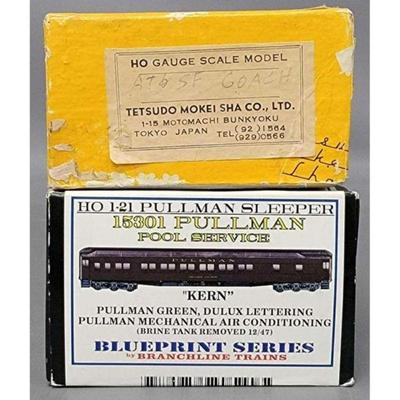 HO GAUGE SCALE MODEL
AT&SF COACH
TETSUDO MOKEI SHA CO., LTD.
1-15 MOTOMACHI BUNKYOKU
TOKYO JAPAN TEL (92)1564
(929)0566
HO 1-21 PULLMAN SLEEPER
15301 PULLMAN
POOL SERVICE
PULLMAN
"KERN"
PULLMAN GREEN, DULUX LETTERING
PULLMAN MECHANICAL AIR CONDITIONING
(BRINE TANK REMOVED 12/47)
BLUEPRINT SERIES
by BRANCHLINE TRAINS